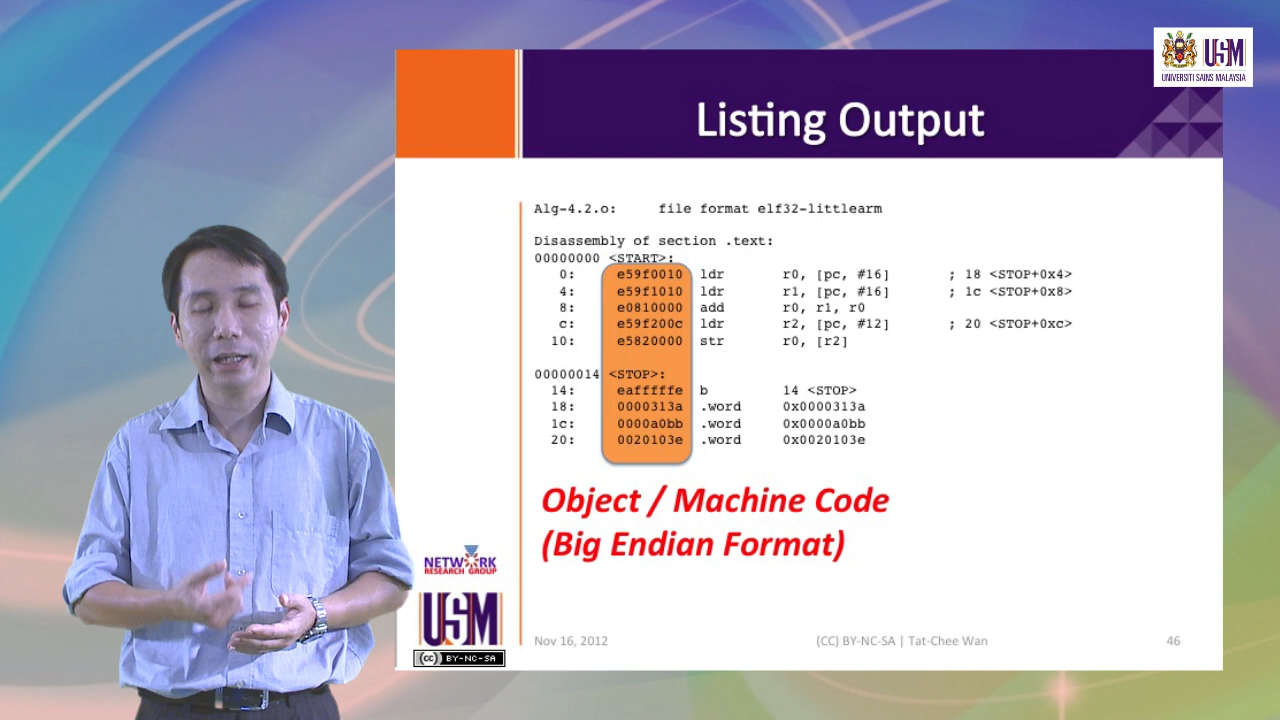 USM
UNIVERSITI SAINS MALAYSIA
Listing Output
Alg-4.2.o:     file format elf32-littlearm
Disassembly of section .text:
00000000 <START>:
0:     e59f0010  ldr     r0, [pc, #16]     ; 18 <STOP+0x4>
4:     e59f1010  ldr     r1, [pc, #16]     ; 1c <STOP+0x8>
8:     e0810000  add     r0, r1, r0
c:     e59f200c  ldr     r2, [pc, #12]     ; 20 <STOP+0xc>
10:     e5820000  str     r0, [r2]
00000014 <STOP>:
14:     eafffffe  b     14 <STOP>
18:     0000313a  .word     0x0000313a
1c:     0000a0bb  .word     0x0000a0bb
20:     0020103e  .word     0x0020103e
Object / Machine Code
(Big Endian Format)
NETWORK
RESEARCH GROUP
USM
(cc) BY-NC-SA
Nov 16, 2012     (CC) BY-NC-SA | Tat-Chee Wan     46